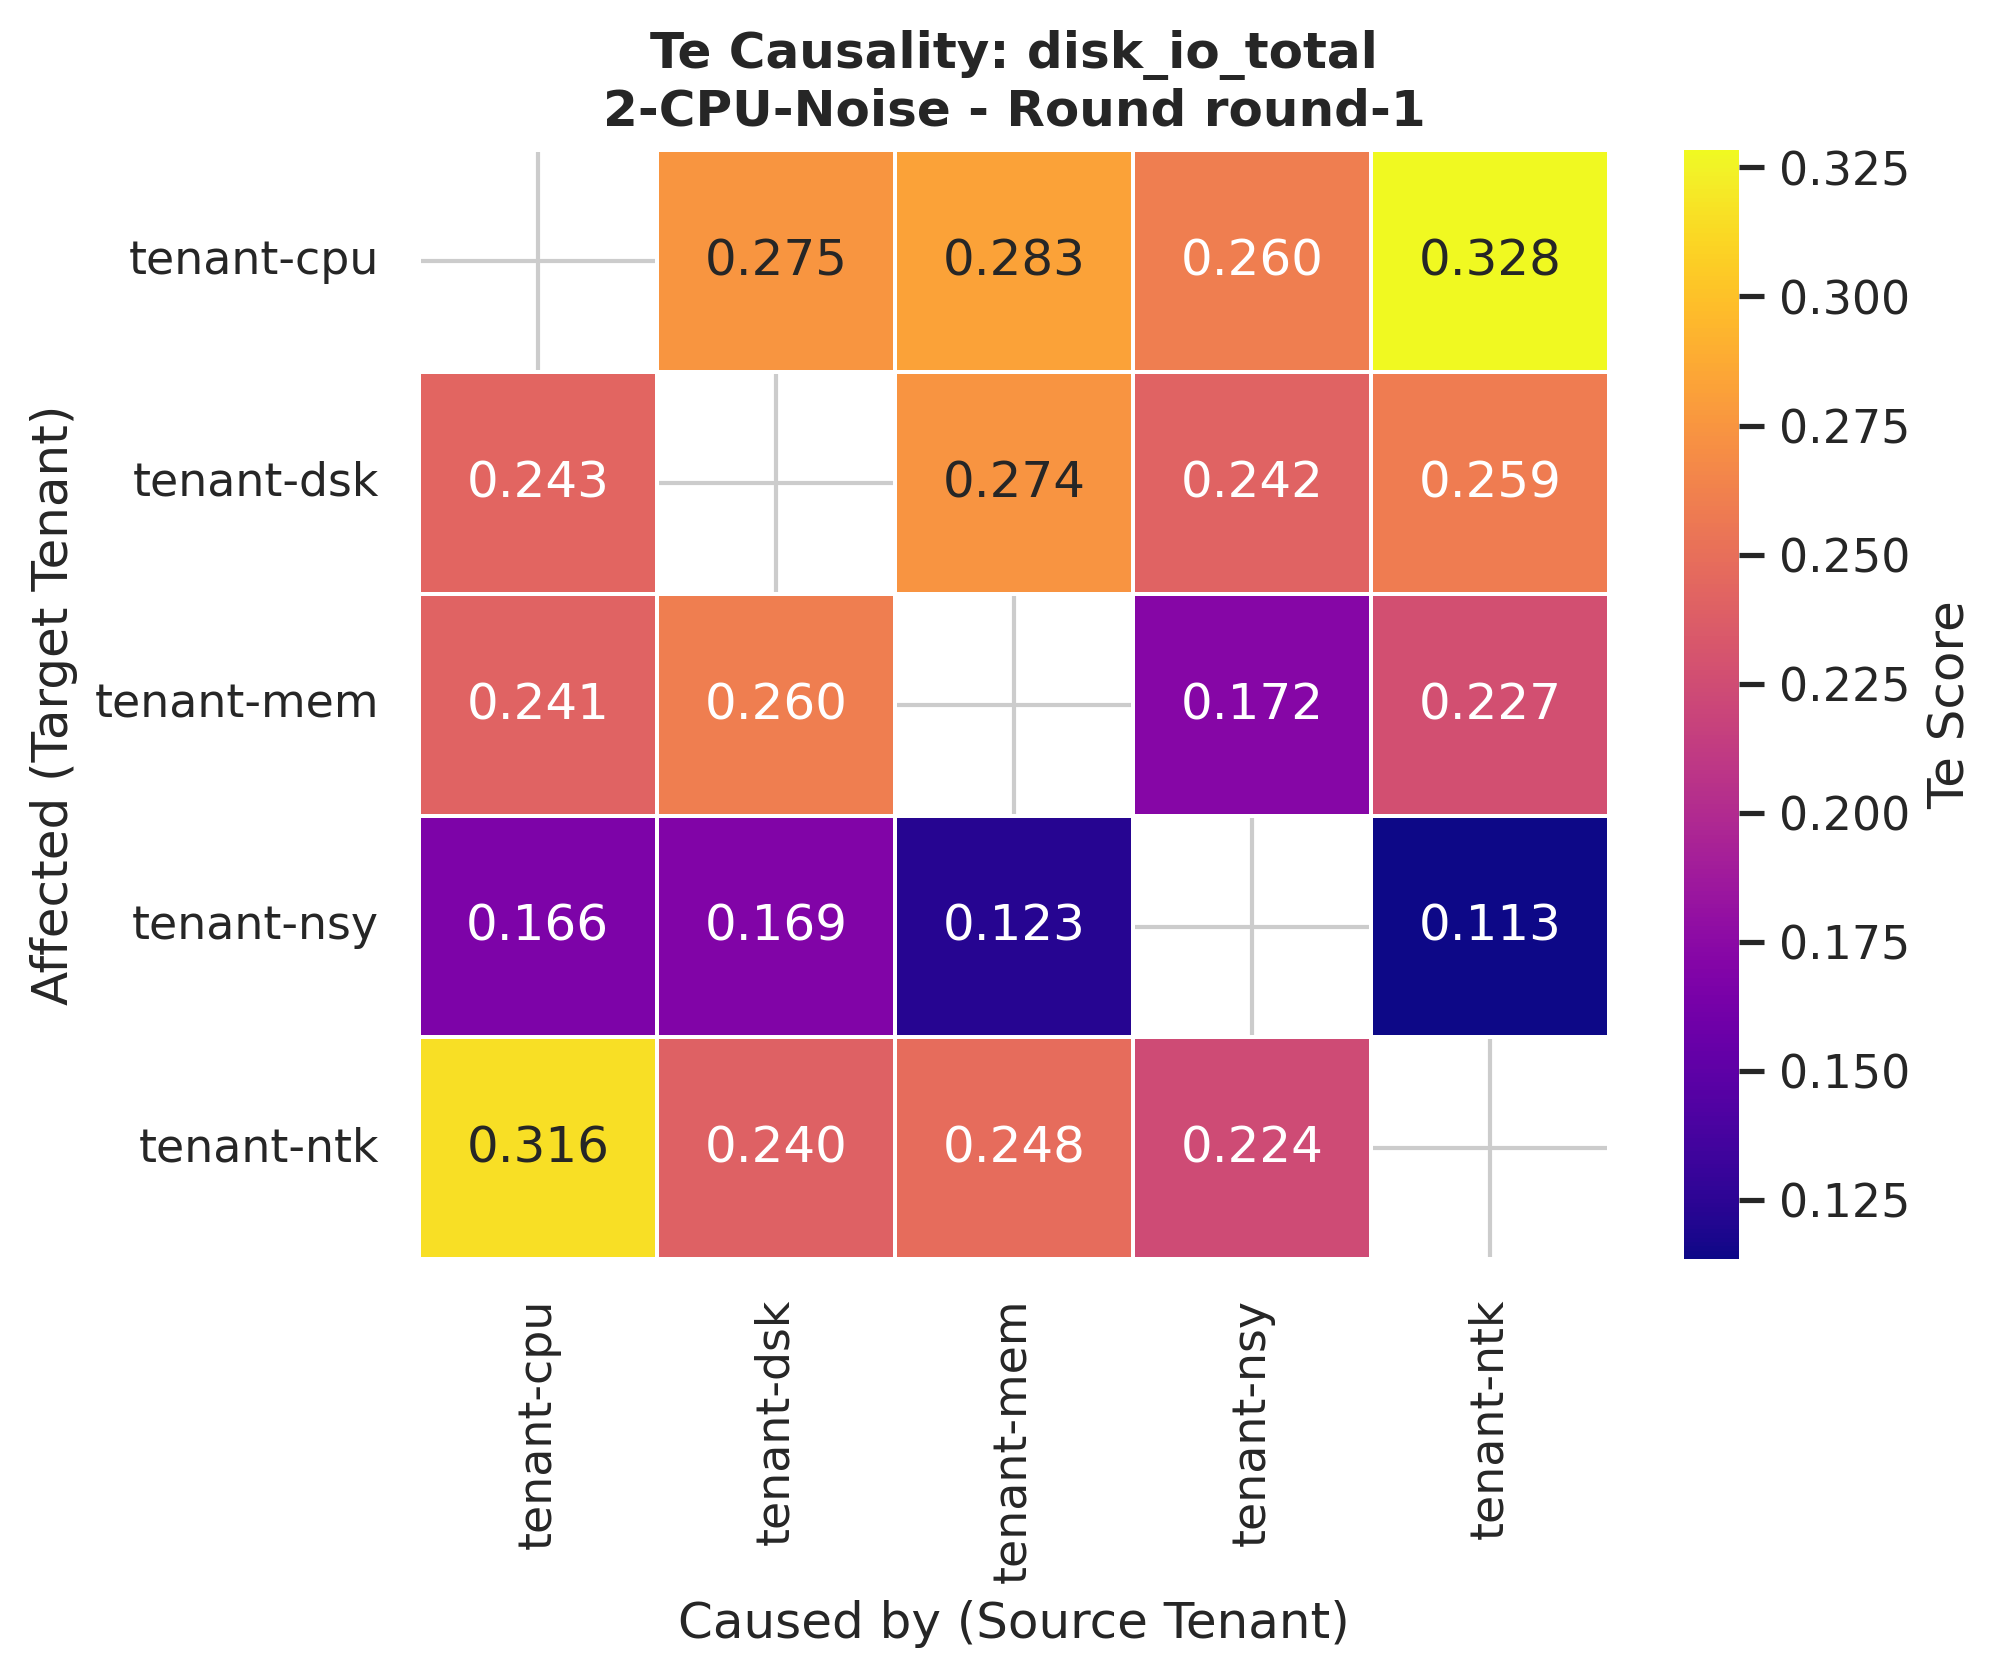 Te Causality: disk_io_total
2-CPU-Noise - Round round-1
Affected (Target Tenant)
tenant-cpu 0.275 0.283 0.260 0.328
tenant-dsk 0.243 0.274 0.242 0.259
tenant-mem 0.241 0.260 0.172 0.227
tenant-nsy 0.166 0.169 0.123 0.113
tenant-ntk 0.316 0.240 0.248 0.224
tenant-cpu
tenant-dsk
tenant-mem
tenant-nsy
tenant-ntk
Caused by (Source Tenant)
0.325
0.300
0.275
0.250
0.225
0.200
0.175
0.150
0.125
Te Score